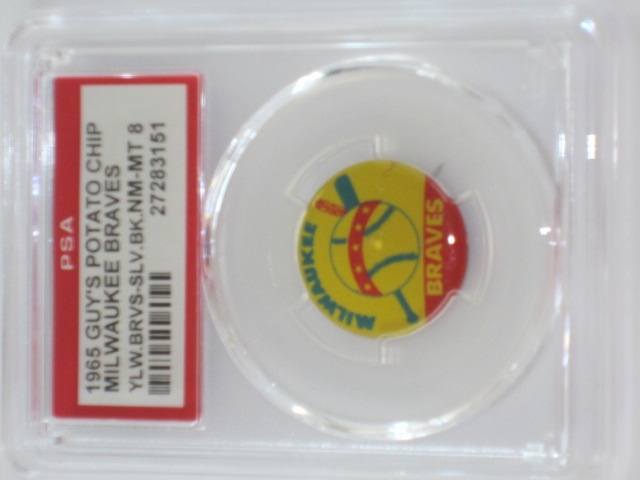 PSA
1965 GUY'S POTATO CHIP
MILWAUKEE BRAVES
YLW.BRVS-SLV.BK.NM-MT 8
27283151
MILWAUKEE
BRAVES